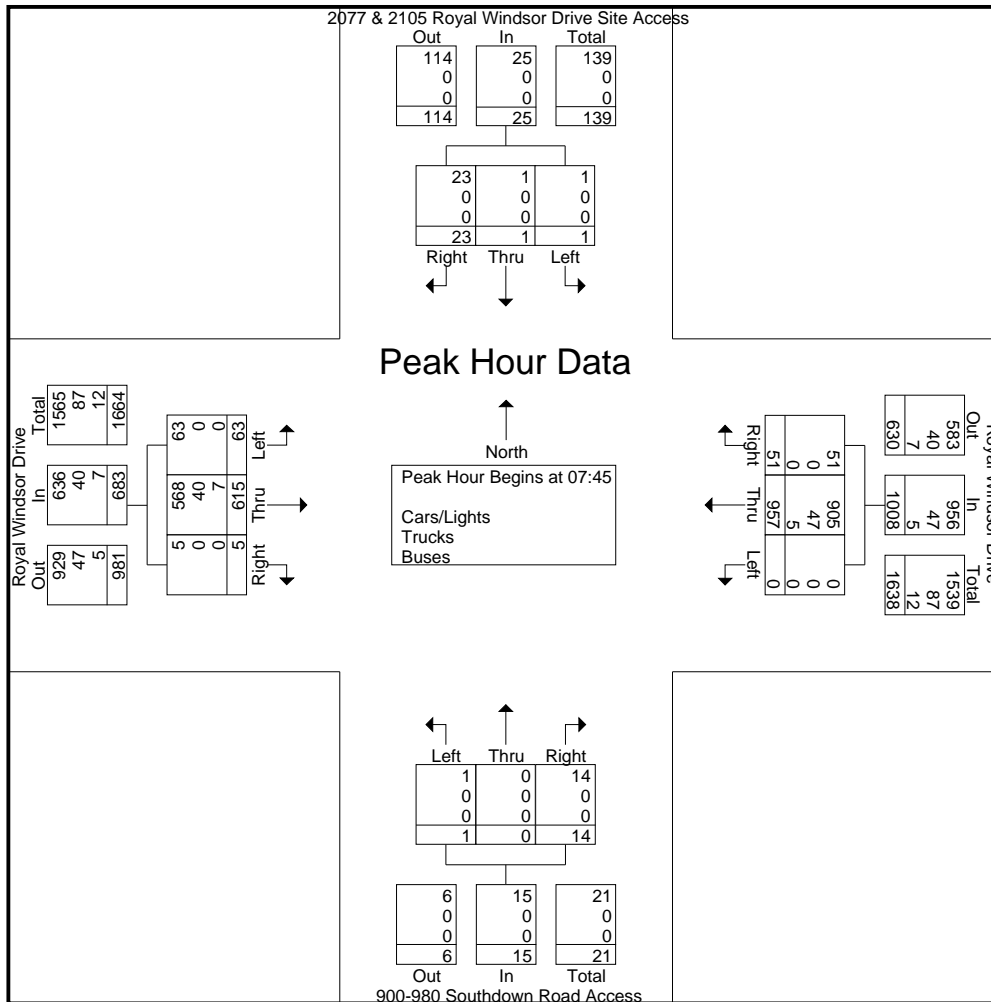 2077 & 2105 Royal Windsor Drive Site Access
Out In Total
114 25 139
0 0 0
0 0 0
114 25 139
23 1 1
0 0 0
0 0 0
23 1 1
Right Thru Left
Peak Hour Data
Royal Windsor Drive
Total
1565
87
12
1664
In
636
40
7
683
Out
929
47
5
981
63
0
0
63
Left
568
40
7
615
Thru
5
0
0
5
Right
North
Peak Hour Begins at 07:45
Cars/Lights
Trucks
Buses
Right
51
0
0
51
Thru
905
47
5
957
Left
0
0
0
0
Royal Windsor Drive
Out
583
40
7
630
In
956
47
5
1008
Total
1539
87
12
1638
Left Thru Right
1 0 14
0 0 0
0 0 0
1 0 14
6 15 21
0 0 0
0 0 0
6 15 21
Out In Total
900-980 Southdown Road Access